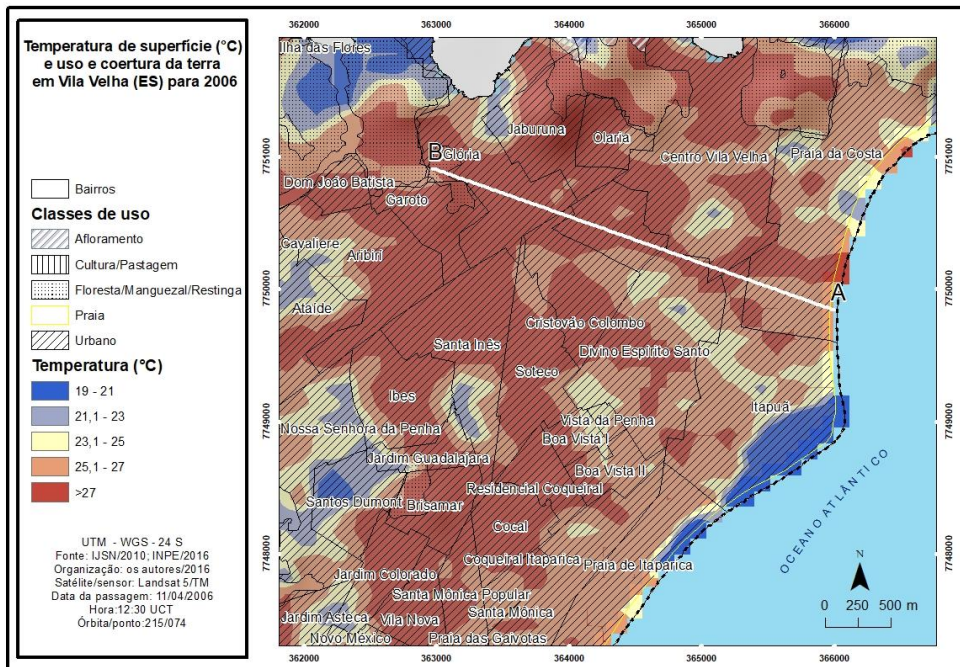 Temperatura de superfície (°C)
e uso e coertura da terra
em Vila Velha (ES) para 2006
Bairros
Classes de uso
Afloramento
Cultura/Pastagem
Floresta/Manguezal/Restinga
Praia
Urbano
Temperatura (°C)
19 - 21
21,1 - 23
23,1 - 25
25,1 - 27
>27
UTM - WGS - 24 S
Fonte: IJSN/2010; INPE/2016
Organização: os autores/2016
Satélite/sensor: Landsat 5/TM
Data da passagem: 11/04/2006
Hora:12:30 UCT
Órbita/ponto:215/074
362000 363000 364000 365000 366000
Ilha das Flores
Jaburuna
Olaria
B
Glória
Centro Vila Velha
Praia da Costa
7751000 7751000
Dom João Batista
Garoto
Cavaliere
Aribiri
7750000 7750000
A
Ataíde
Cristovão Colombo
Santa Inês
Divino Espírito Santo
Soteco
Ibes
Itapuã
7749000 7749000
Vista da Penha
Nossa Senhora da Penha
Boa Vista I
Jardim Guadalajara
Boa Vista II
Residencial Coqueiral
Santos Dumont
Brisamar
OCEANO ATLÂNTICO
Cocal
7748000 7748000
Coqueiral Itaparica
Praia de Itaparica
N
Jardim Colorado
Santa Mônica Popular
0 250 500 m
Jardim Asteca
Vila Nova
Santa Mônica
Novo México
Praia das Gaivotas
362000 363000 364000 365000 366000